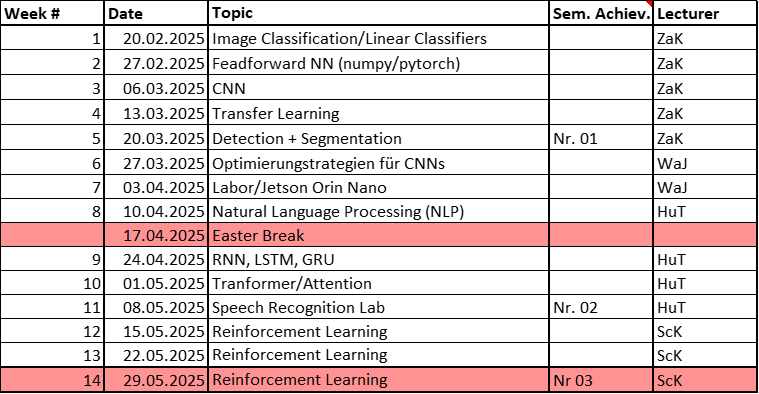 Week # Date Topic Sem. Achiev. Lecturer
1 20.02.2025 Image Classification/Linear Classifiers ZaK
2 27.02.2025 Feadforward NN (numpy/pytorch) ZaK
3 06.03.2025 CNN ZaK
4 13.03.2025 Transfer Learning ZaK
5 20.03.2025 Detection + Segmentation Nr. 01 ZaK
6 27.03.2025 Optimierungstrategien für CNNs WaJ
7 03.04.2025 Labor/Jetson Orin Nano WaJ
8 10.04.2025 Natural Language Processing (NLP) HuT
17.04.2025 Easter Break
9 24.04.2025 RNN, LSTM, GRU HuT
10 01.05.2025 Tranformer/Attention HuT
11 08.05.2025 Speech Recognition Lab Nr. 02 HuT
12 15.05.2025 Reinforcement Learning ScK
13 22.05.2025 Reinforcement Learning ScK
14 29.05.2025 Reinforcement Learning Nr 03 ScK